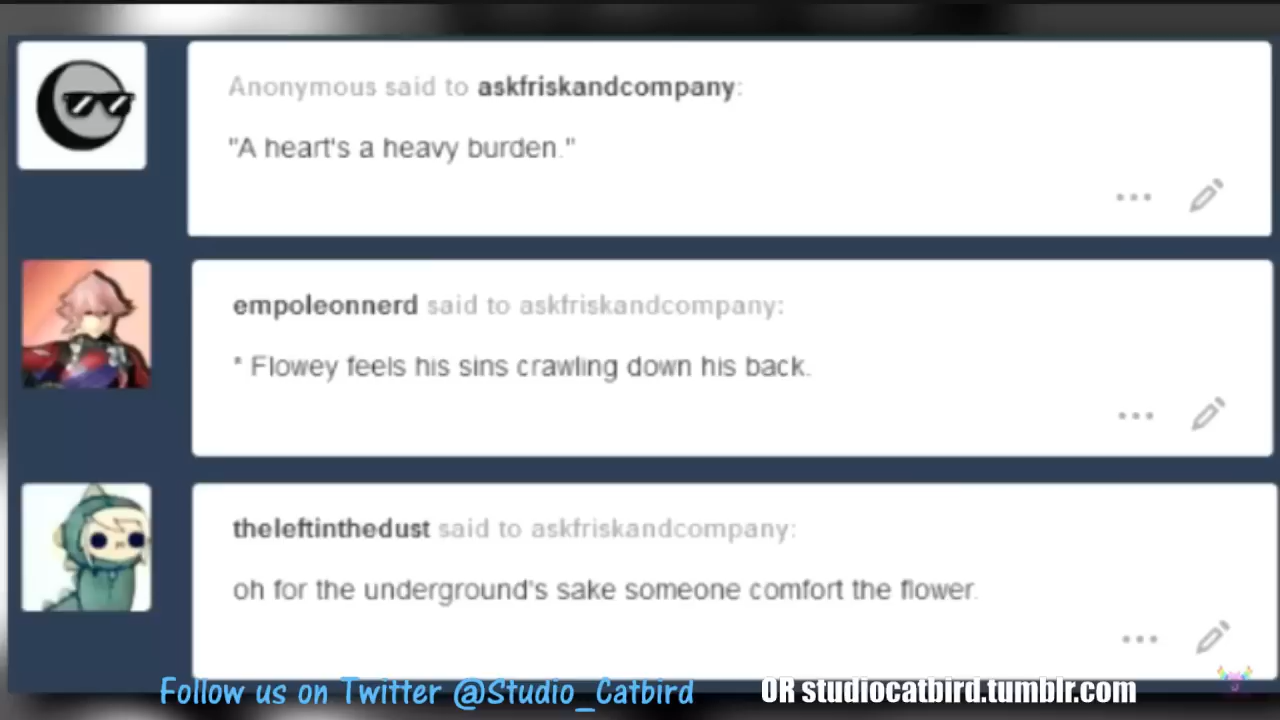 Anonymous said to askfriskandcompany:
"A heart's a heavy burden."
empoleonnerd said to askfriskandcompany:
* Flowey feels his sins crawling down his back.
theleftinthedust said to askfriskandcompany:
oh for the underground's sake someone comfort the flower.
Follow us on Twitter @Studio_Catbird OR studiocatbird.tumblr.com